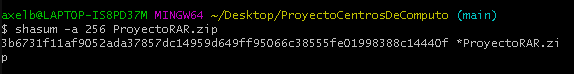 axelb@LAPTOP-IS8PD37M MINGW64 ~/Desktop/ProyectoCentrosDeComputo (main)
$ shasum -a 256 ProyectoRAR.zip
3b6731f11af9052ada37857dc14959d649ff95066c38555fe01998388c14440f *ProyectoRAR.zi
p